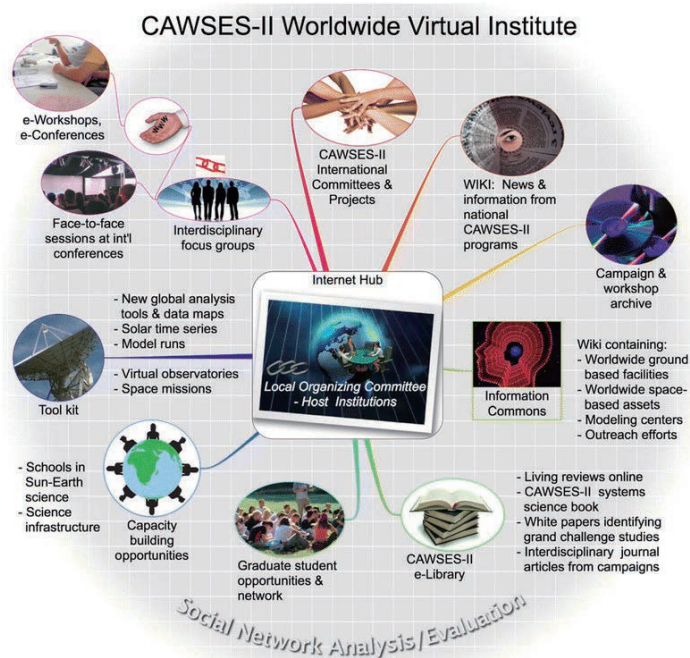 CAWSES-II Worldwide Virtual Institute
e-Workshops,
e-Conferences
WWW
Face-to-face
sessions at int'l
conferences
Interdisciplinary
focus groups
CAWSES-II
International
Committees &
Projects
WIKI: News &
information from
national
CAWSES-II
programs
Campaign &
workshop
archive
Internet Hub
Local Organizing Committee
- Host Institutions
- New global analysis
tools & data maps
- Solar time series
- Model runs
- Virtual observatories
- Space missions
Tool kit
Information
Commons
Wiki containing:
- Worldwide ground
based facilities
- Worldwide space-
based assets
- Modeling centers
- Outreach efforts
- Schools in
Sun-Earth
science
- Science
infrastructure
Capacity
building
opportunities
Graduate student
opportunities &
network
CAWSES-II
e-Library
- Living reviews online
- CAWSES-II systems
science book
- White papers identifying
grand challenge studies
- Interdisciplinary journal
articles from campaigns
Social Network Analysis/Evaluation